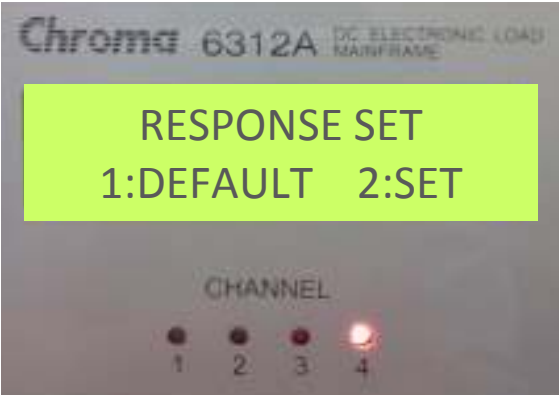 Chroma 6312A DC ELECTRONIC LOAD
MAINFRAME
RESPONSE SET
1:DEFAULT 2:SET
CHANNEL
1 2 3 4